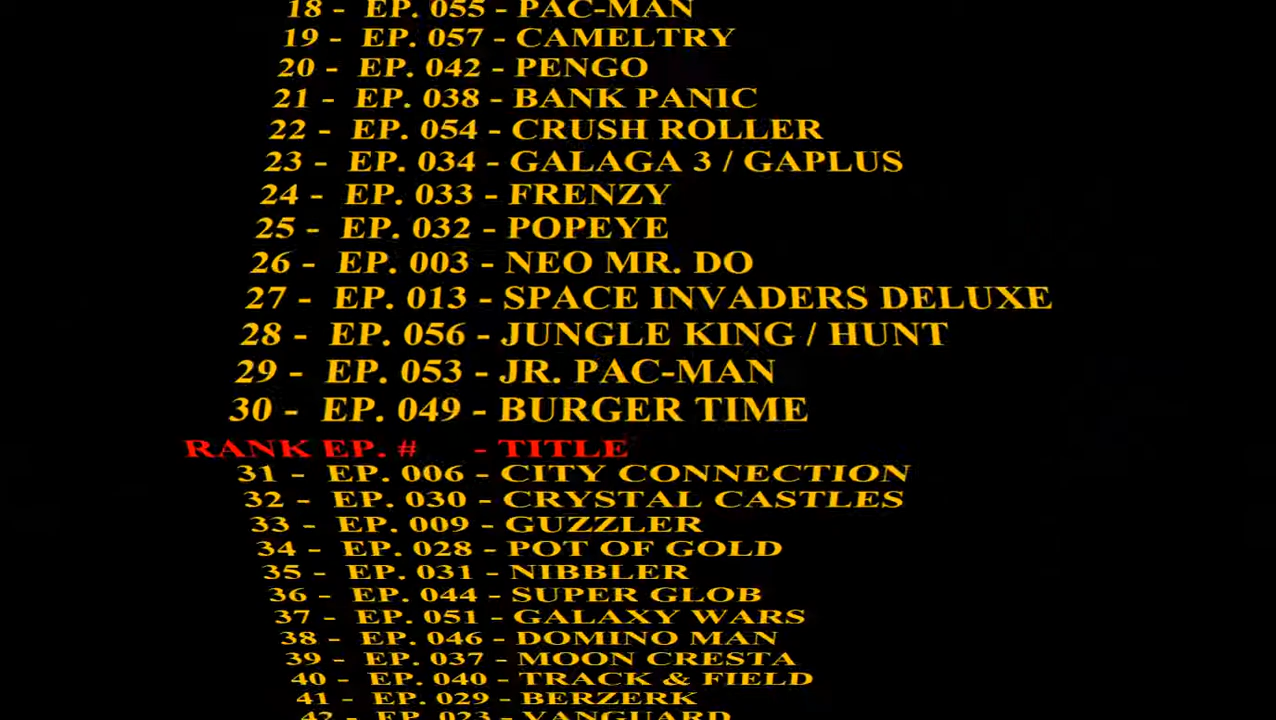 18 - EP. 055 - PAC-MAN
19 - EP. 057 - CAMELTRY
20 - EP. 042 - PENGO
21 - EP. 038 - BANK PANIC
22 - EP. 054 - CRUSH ROLLER
23 - EP. 034 - GALAGA 3 / GAPLUS
24 - EP. 033 - FRENZY
25 - EP. 032 - POPEYE
26 - EP. 003 - NEO MR. DO
27 - EP. 013 - SPACE INVADERS DELUXE
28 - EP. 056 - JUNGLE KING / HUNT
29 - EP. 053 - JR. PAC-MAN
30 - EP. 049 - BURGER TIME
RANK EP. # - TITLE
31 - EP. 006 - CITY CONNECTION
32 - EP. 030 - CRYSTAL CASTLES
33 - EP. 009 - GUZZLER
34 - EP. 028 - POT OF GOLD
35 - EP. 031 - NIBBLER
36 - EP. 044 - SUPER GLOB
37 - EP. 051 - GALAXY WARS
38 - EP. 046 - DOMINO MAN
39 - EP. 037 - MOON CRESTA
40 - EP. 040 - TRACK & FIELD
41 - EP. 029 - BERZERK
42 - EP. 023 - VANGUARD